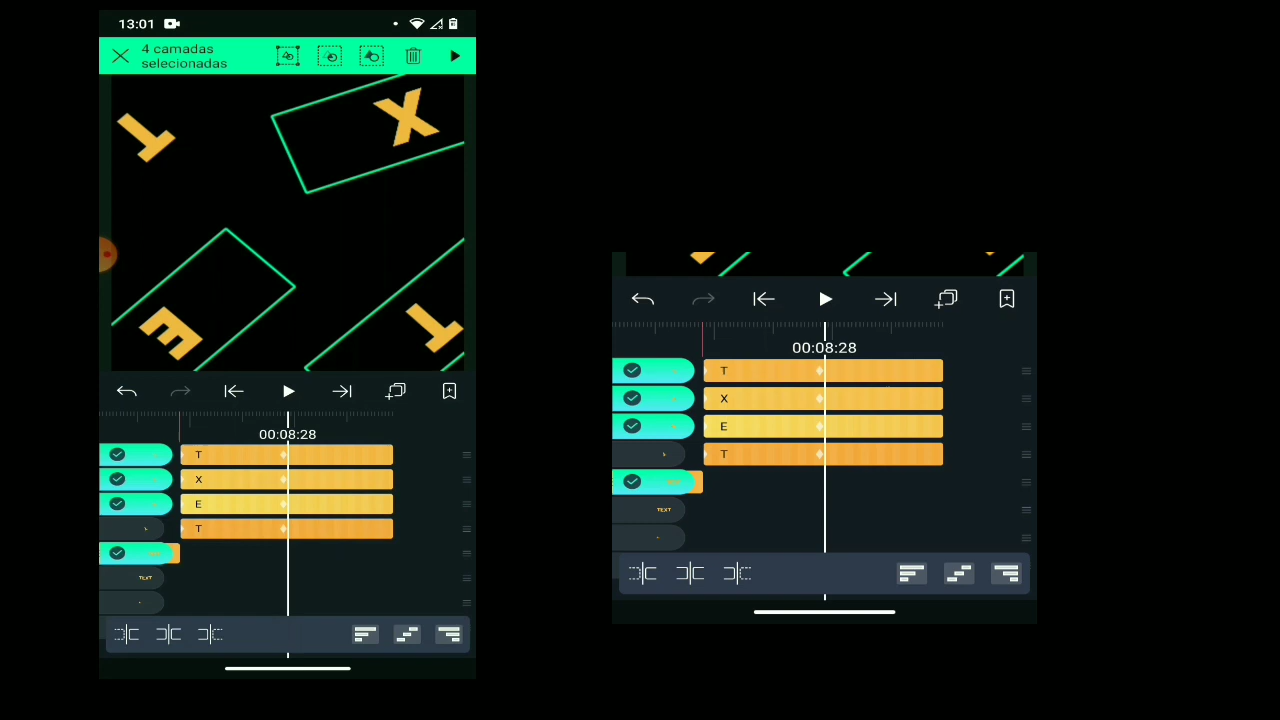 13:01
4 camadas
selecionadas
T
X
E
T
00:08:28
T
X
E
T
TEXT
00:08:28
T
X
E
T
TEXT